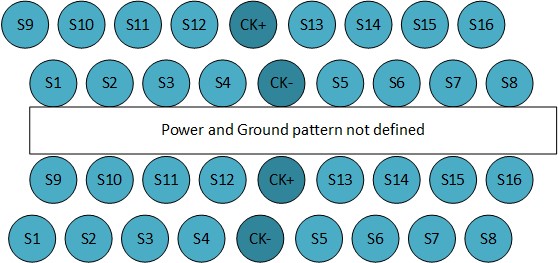 S9 S10 S11 S12 CK+ S13 S14 S15 S16
S1 S2 S3 S4 CK- S5 S6 S7 S8
Power and Ground pattern not defined
S9 S10 S11 S12 CK+ S13 S14 S15 S16
S1 S2 S3 S4 CK- S5 S6 S7 S8